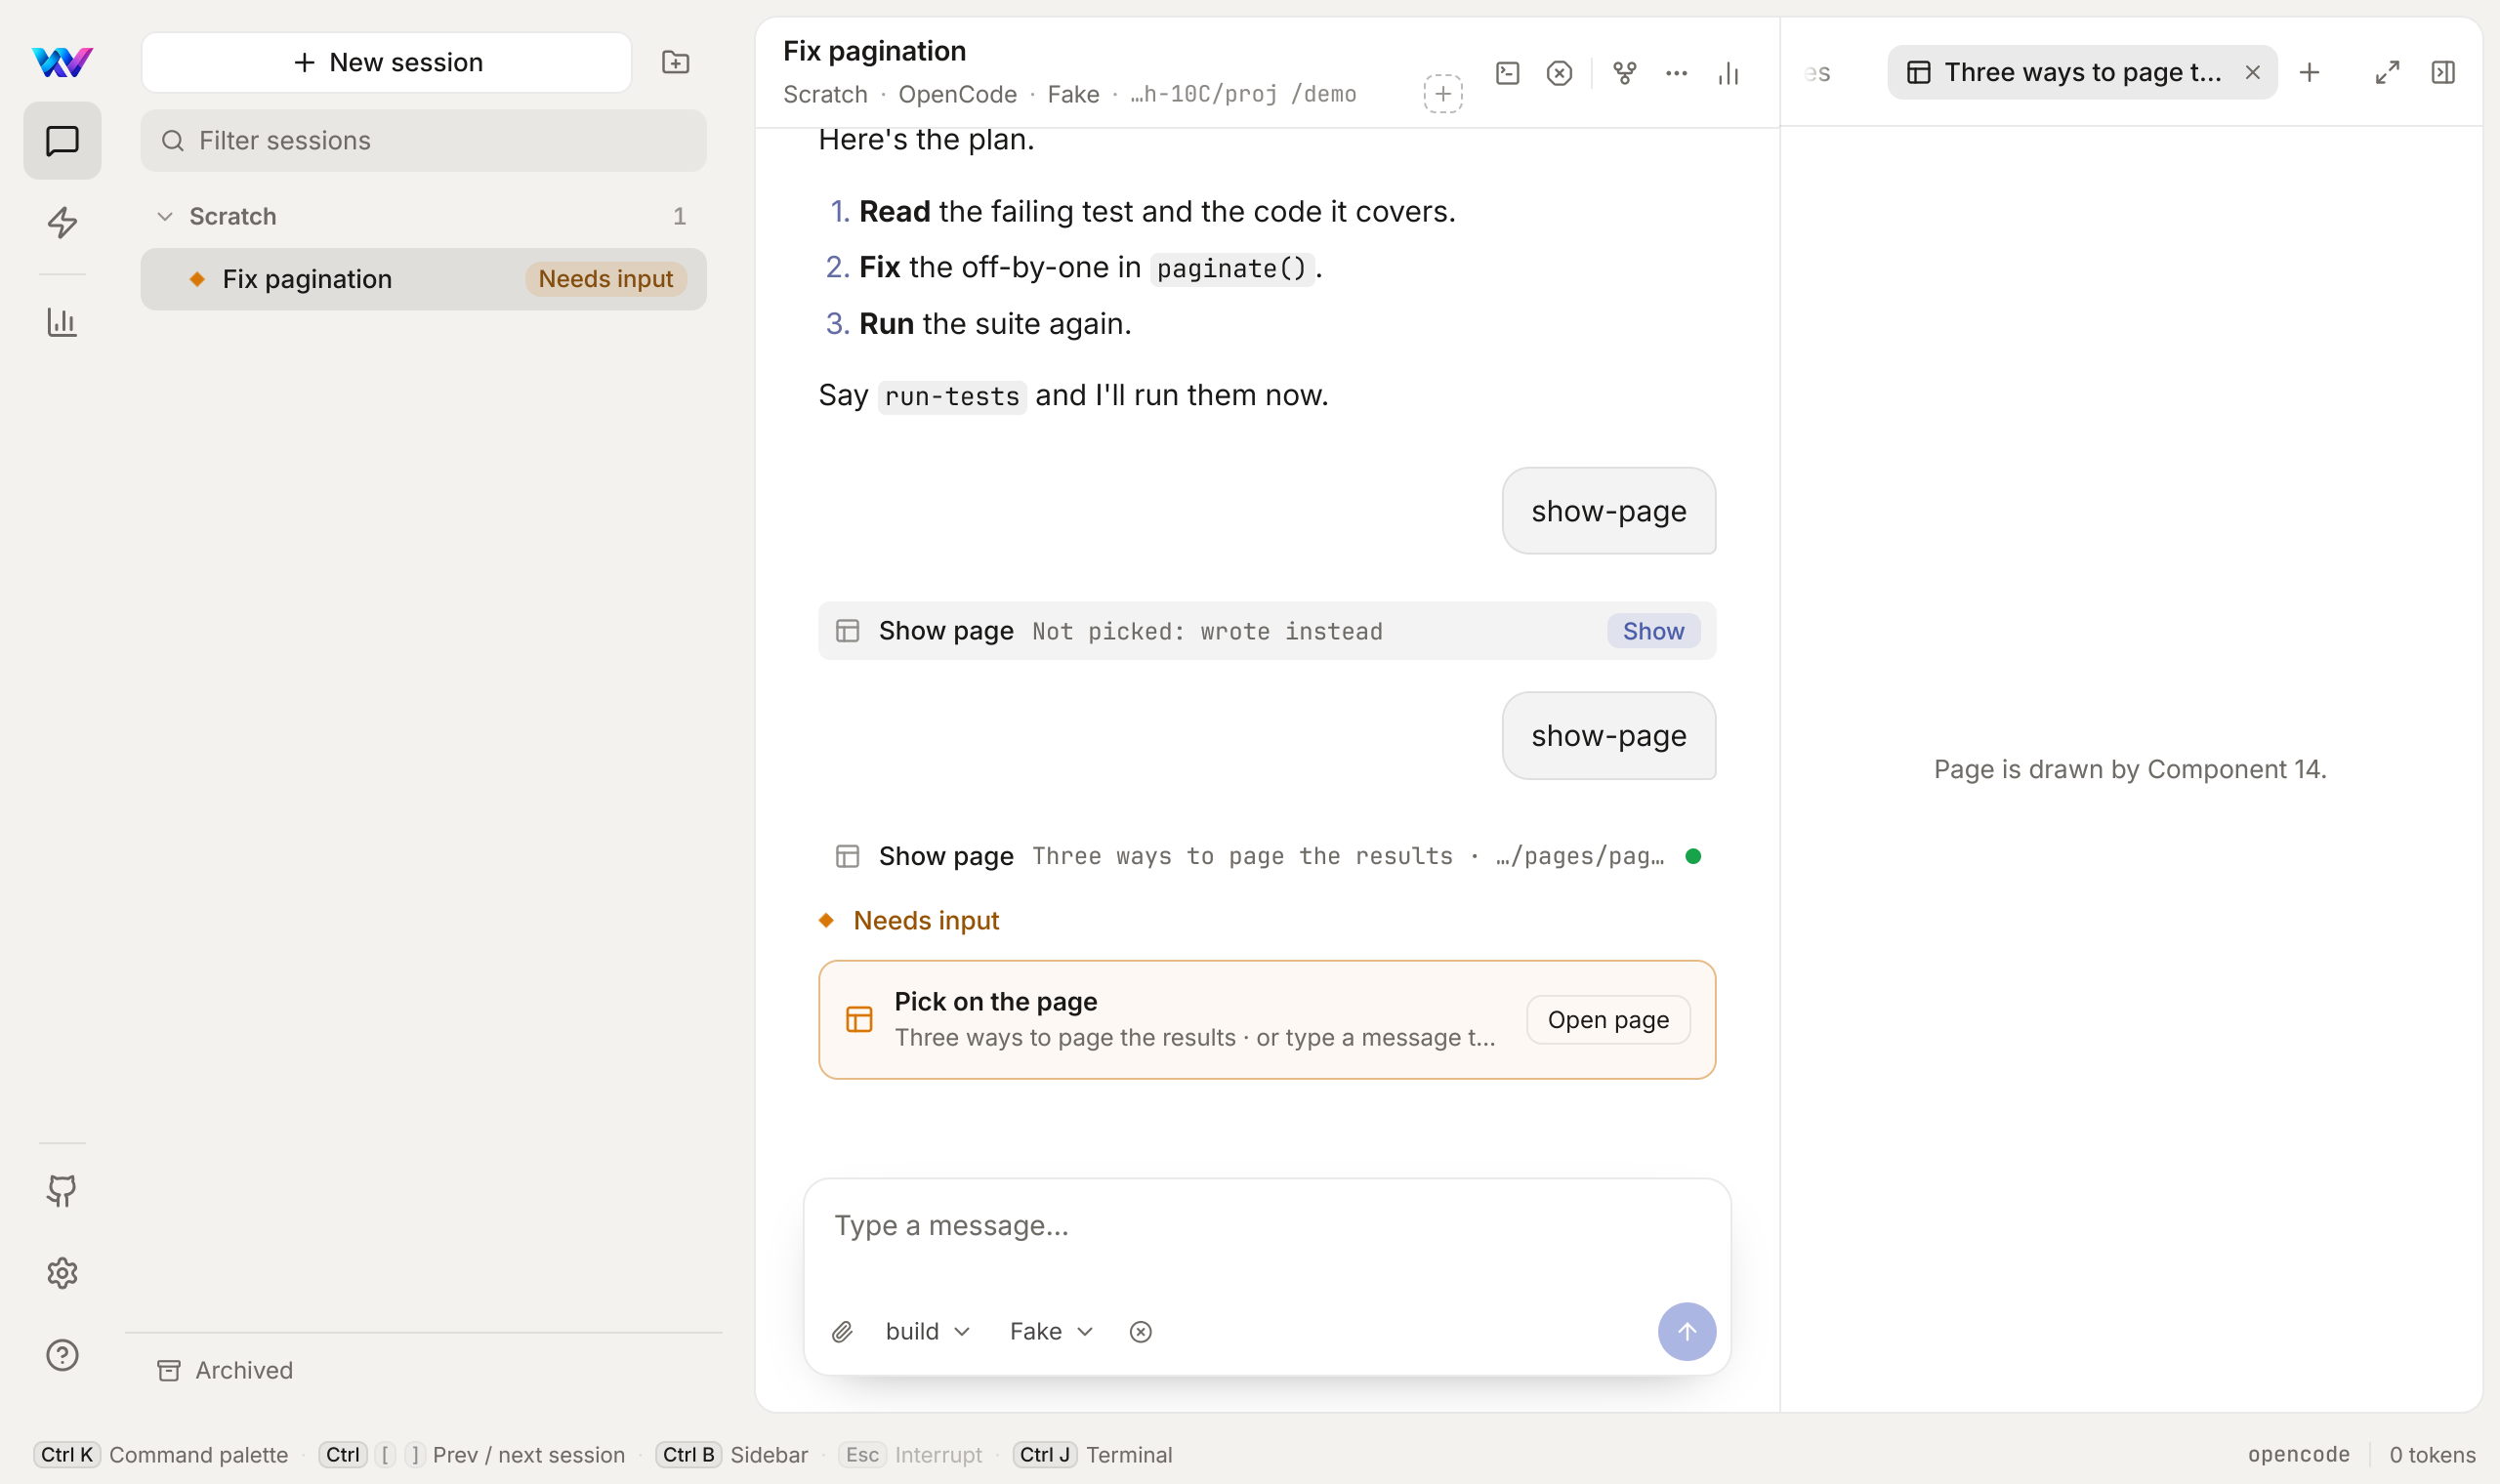 New session
Filter sessions
Scratch 1
Fix pagination Needs input
Archived
Fix pagination
Scratch · OpenCode · Fake · …h-10C/proj /demo
Here's the plan.
1. Read the failing test and the code it covers.
2. Fix the off-by-one in paginate().
3. Run the suite again.
Say run-tests and I'll run them now.
show-page
Show page Not picked: wrote instead Show
show-page
Show page Three ways to page the results · …/pages/pag…
Needs input
Pick on the page
Three ways to page the results · or type a message t…
Open page
Type a message…
build Fake
es Three ways to page t…
Page is drawn by Component 14.
Ctrl K Command palette · Ctrl [ ] Prev / next session · Ctrl B Sidebar · Esc Interrupt · Ctrl J Terminal
opencode 0 tokens